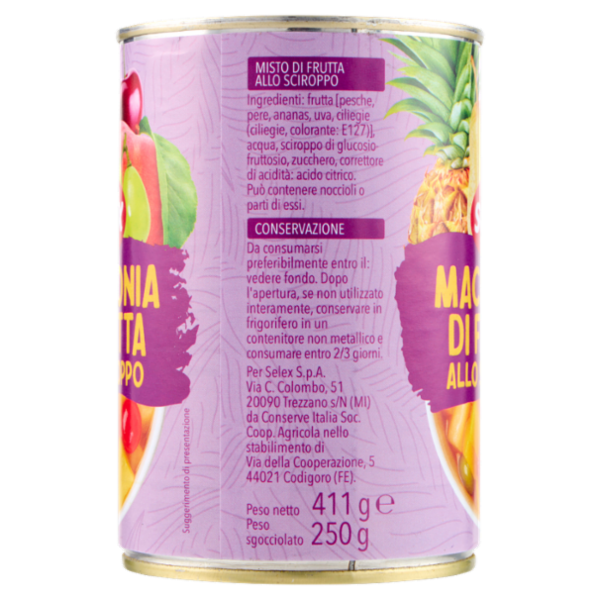 MISTO DI FRUTTA
ALLO SCIROPPO
Ingredienti: frutta [pesche,
pere, ananas, uva, ciliegie
(ciliegie, colorante: E127)],
acqua, sciroppo di glucosio
fruttosio, zucchero, correttore
di acidità: acido citrico.
Può contenere noccioli o
parti di essi.
CONSERVAZIONE
Da consumarsi
preferibilmente entro il:
vedere fondo. Dopo
l'apertura, se non utilizzato
interamente, conservare in
frigorifero in un
contenitore non metallico e
consumare entro 2/3 giorni.
Per Selex S.p.A.
Via C. Colombo, 51
20090 Trezzano s/N (MI)
da Conserve Italia Soc.
Coop. Agricola nello
stabilimento di
Via della Cooperazione, 5
44021 Codigoro (FE).
Peso netto 411 g e
Peso
sgocciolato 250 g
ONIA
TTA
OPPO
Suggerimento di presentazione
MAC
DI F
ALLO